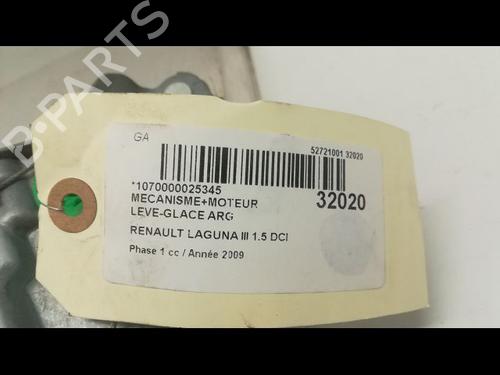 B-PARTS
GA
52721001 32020
*1070000025345
MECANISME+MOTEUR
LEVE-GLACE ARG
32020
RENAULT LAGUNA III 1.5 DCI
Phase 1 cc / Année 2009